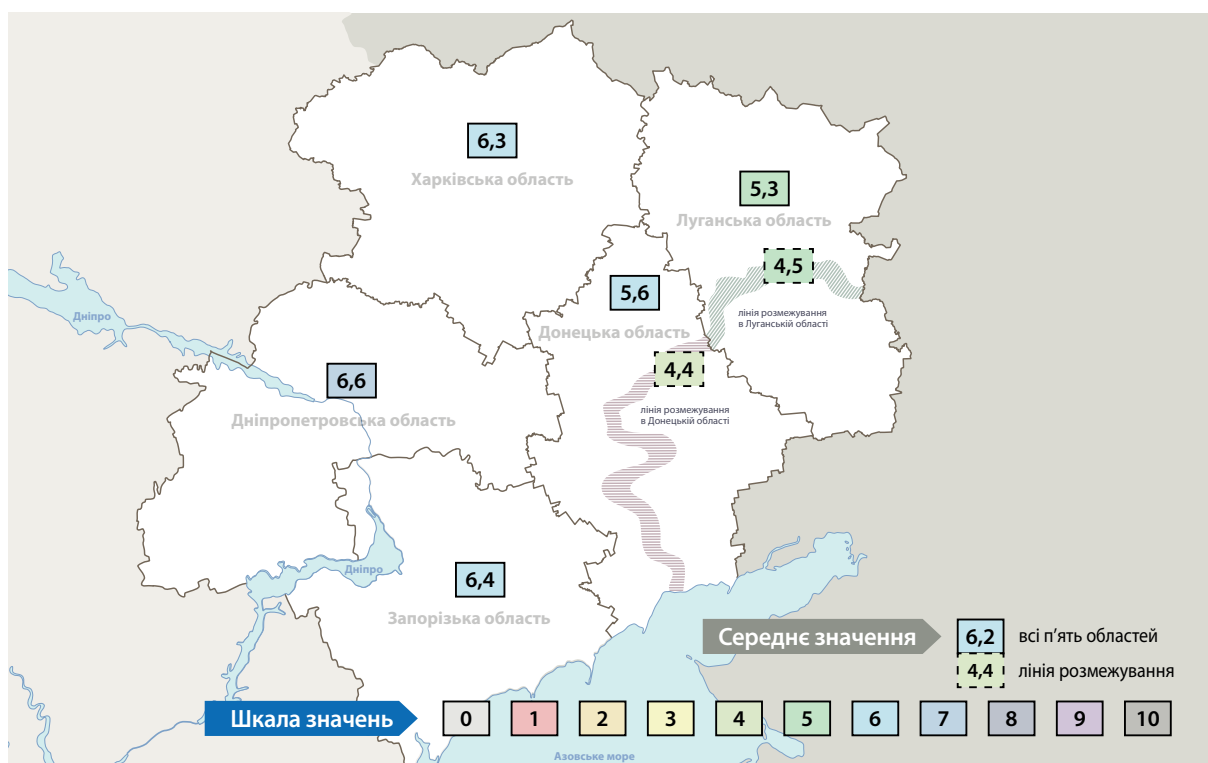 6,3
Харківська область
5,3
Луганська область
4,5
лінія розмежування
в Луганській області
5,6
Донецька область
4,4
лінія розмежування
в Донецькій області
Дніпро
6,6
Дніпропетровська область
Дніпро
6,4
Запорізька область
Середнє значення
6,2 всі п'ять областей
4,4 лінія розмежування
Шкала значень 0 1 2 3 4 5 6 7 8 9 10
Азовське море